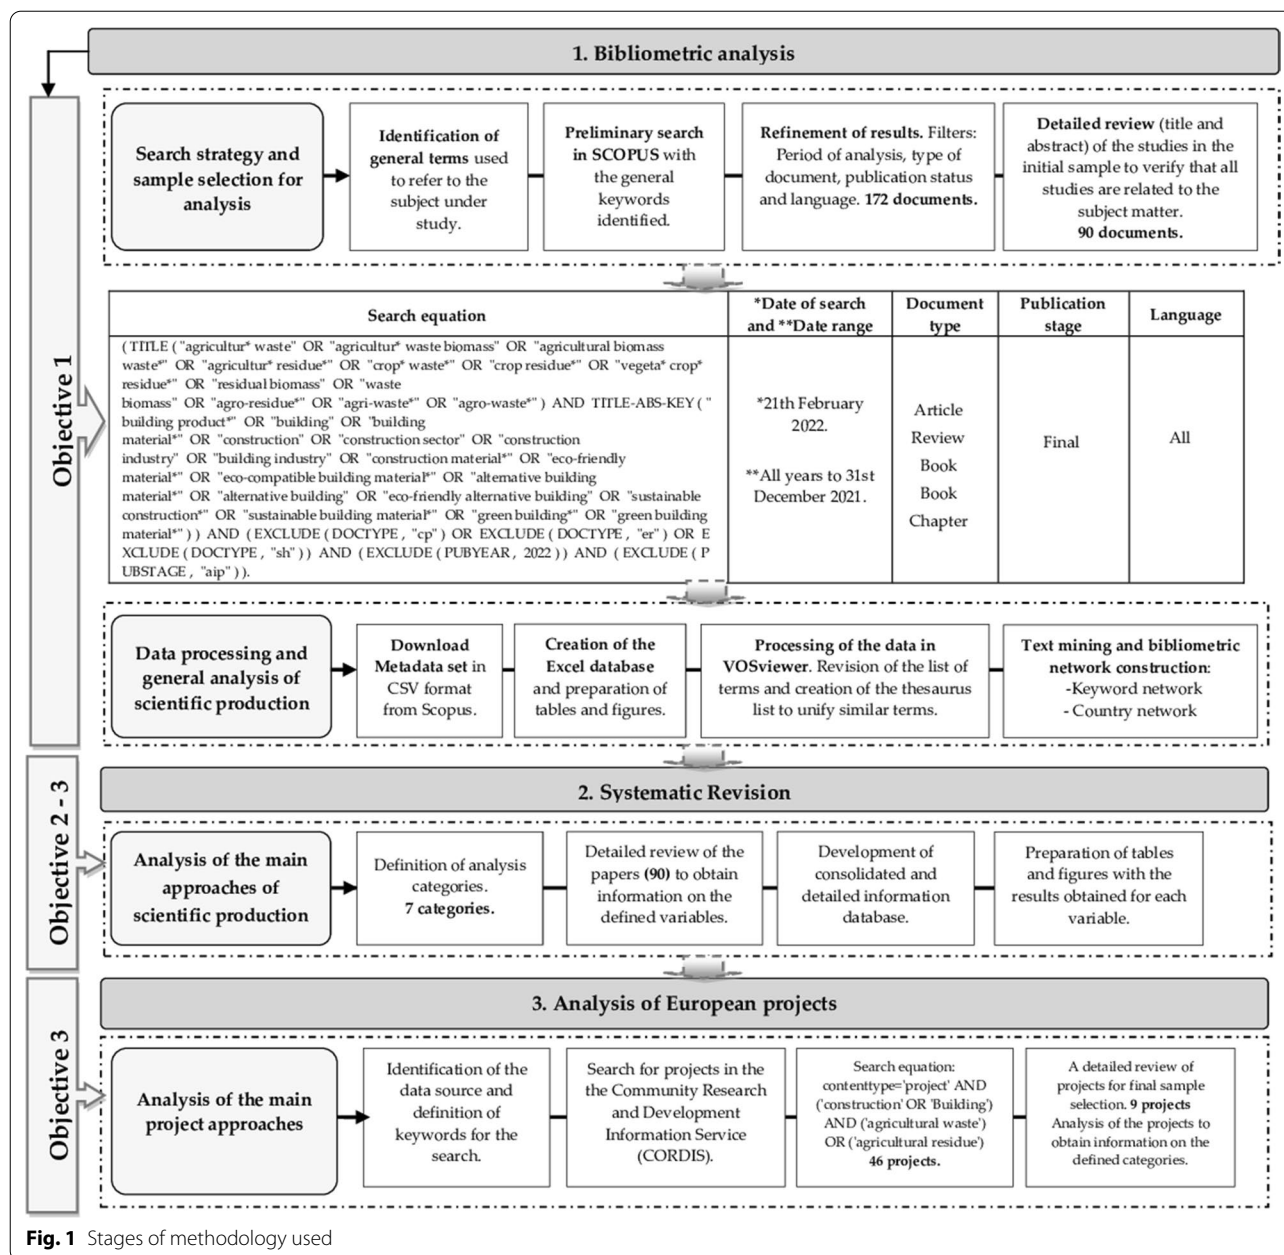 1. Bibliometric analysis
Objective 1
Search strategy and
sample selection for
analysis
Identification of
general terms used
to refer to the
subject under
study.
Preliminary search
in SCOPUS with
the general
keywords
identified.
Refinement of results. Filters:
Period of analysis, type of
document, publication status
and language. 172 documents.
Detailed review (title and
abstract) of the studies in the
initial sample to verify that all
studies are related to the
subject matter.
90 documents.
Search equation
*Date of search
and **Date range
Document
type
Publication
stage
Language
( TITLE ( "agricultur* waste" OR "agricultur* waste biomass" OR "agricultural biomass
waste*" OR "agricultur* residue*" OR "crop* waste*" OR "crop residue*" OR "vegeta* crop*
residue*" OR "residual biomass" OR "waste
biomass" OR "agro-residue*" OR "agri-waste*" OR "agro-waste*" ) AND TITLE-ABS-KEY ( "
building product*" OR "building" OR "building
material*" OR "construction" OR "construction sector" OR "construction
industry" OR "building industry" OR "construction material*" OR "eco-friendly
material*" OR "eco-compatible building material*" OR "alternative building
material*" OR "alternative building" OR "eco-friendly alternative building" OR "sustainable
construction*" OR "sustainable building material*" OR "green building*" OR "green building
material*" ) ) AND ( EXCLUDE ( DOCTYPE , "cp" ) OR EXCLUDE ( DOCTYPE , "er" ) OR E
XCLUDE ( DOCTYPE , "sh" ) ) AND ( EXCLUDE ( PUBYEAR , 2022 ) ) AND ( EXCLUDE ( P
UBSTAGE , "aip" ) ).
*21th February
2022.
**All years to 31st
December 2021.
Article
Review
Book
Book
Chapter
Final
All
Data processing and
general analysis of
scientific production
Download
Metadata set in
CSV format
from Scopus.
Creation of the
Excel database
and preparation of
tables and figures.
Processing of the data in
VOSviewer. Revision of the list of
terms and creation of the thesaurus
list to unify similar terms.
Text mining and bibliometric
network construction:
-Keyword network
- Country network
2. Systematic Revision
Objective 2 - 3
Analysis of the main
approaches of
scientific production
Definition of analysis
categories.
7 categories.
Detailed review of the
papers (90) to obtain
information on the
defined variables.
Development of
consolidated and
detailed information
database.
Preparation of tables
and figures with the
results obtained for each
variable.
3. Analysis of European projects
Objective 3
Analysis of the main
project approaches
Identification of the
data source and
definition of
keywords for the
search.
Search for projects in the
the Community Research
and Development
Information Service
(CORDIS).
Search equation:
contenttype='project' AND
('construction' OR 'Building')
AND ('agricultural waste')
OR ('agricultural residue')
46 projects.
A detailed review of
projects for final sample
selection. 9 projects
Analysis of the projects to
obtain information on the
defined categories.
Fig. 1 Stages of methodology used